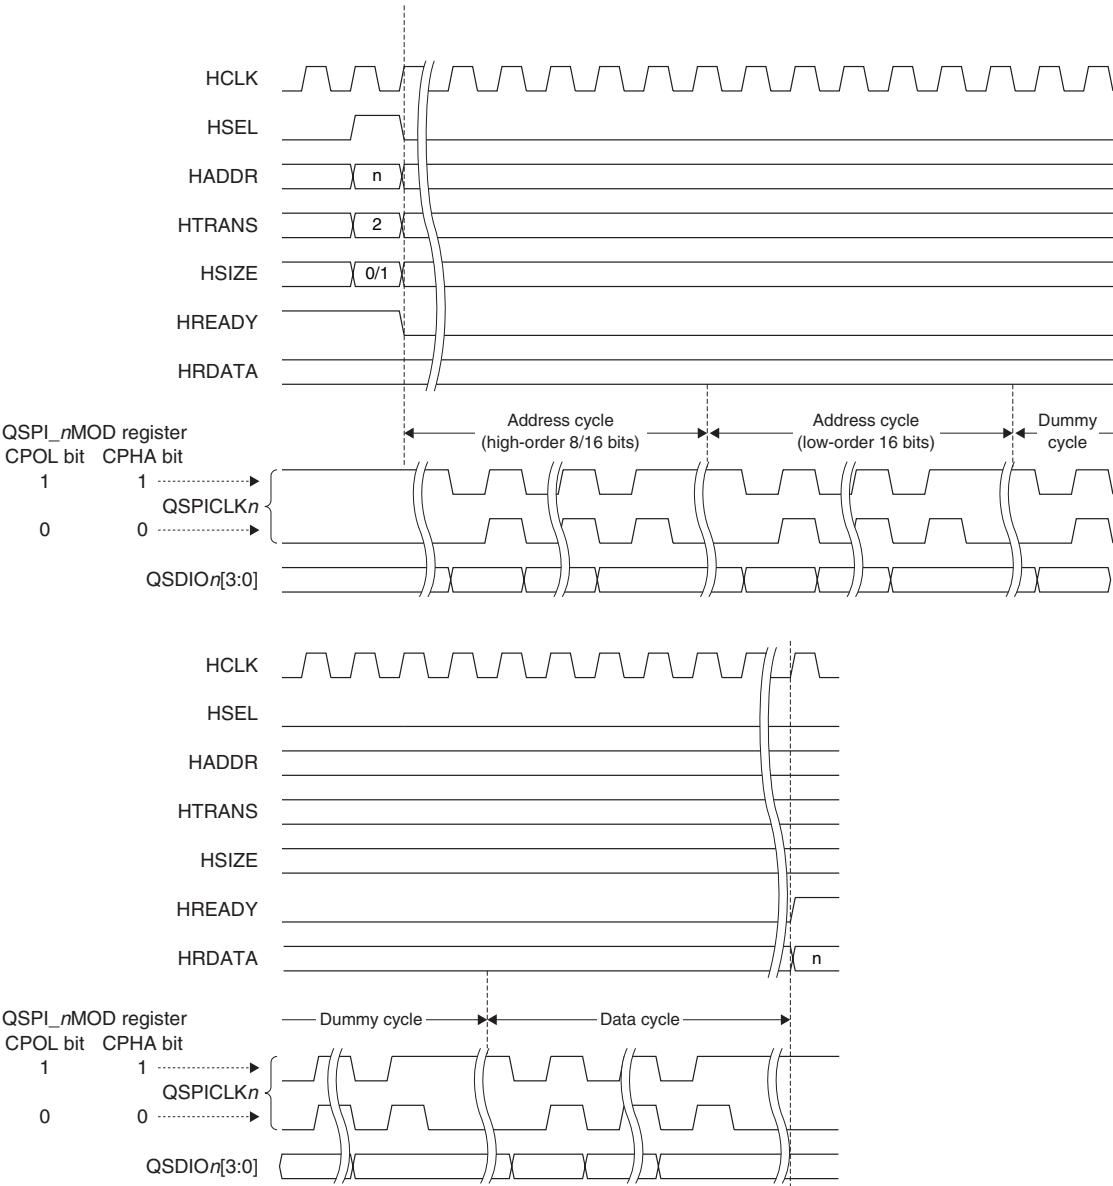 HCLK
HSEL
HADDR n
HTRANS 2
HSIZE 0/1
HREADY
HRDATA
Address cycle Address cycle Dummy
(high-order 8/16 bits) (low-order 16 bits) cycle
QSPI_nMOD register
CPOL bit CPHA bit
1 1
QSPICLKn
0 0
QSDIOn[3:0]
HCLK
HSEL
HADDR
HTRANS
HSIZE
HREADY
HRDATA n
Dummy cycle Data cycle
QSPI_nMOD register
CPOL bit CPHA bit
1 1
QSPICLKn
0 0
QSDIOn[3:0]